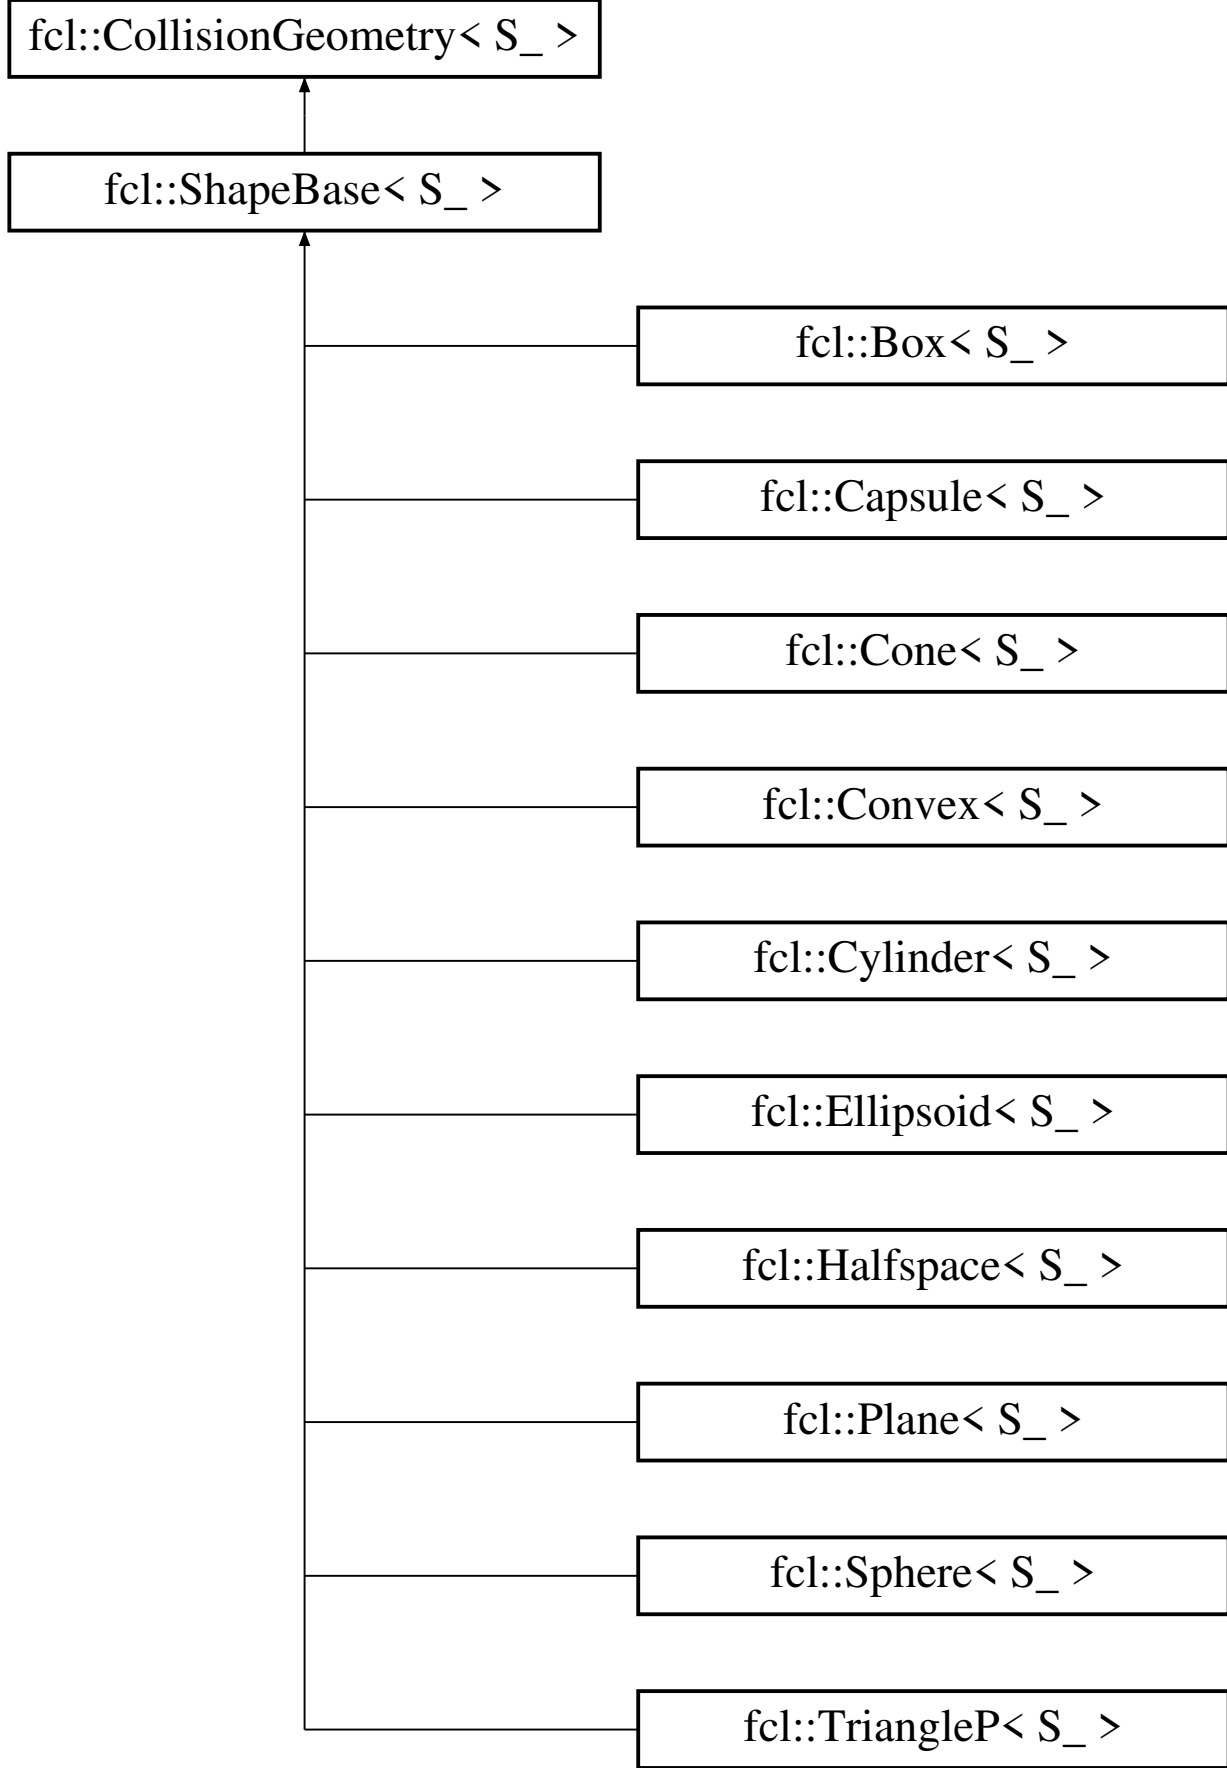 fcl::CollisionGeometry< S_ >
fcl::ShapeBase< S_ >
fcl::Box< S_ >
fcl::Capsule< S_ >
fcl::Cone< S_ >
fcl::Convex< S_ >
fcl::Cylinder< S_ >
fcl::Ellipsoid< S_ >
fcl::Halfspace< S_ >
fcl::Plane< S_ >
fcl::Sphere< S_ >
fcl::TriangleP< S_ >